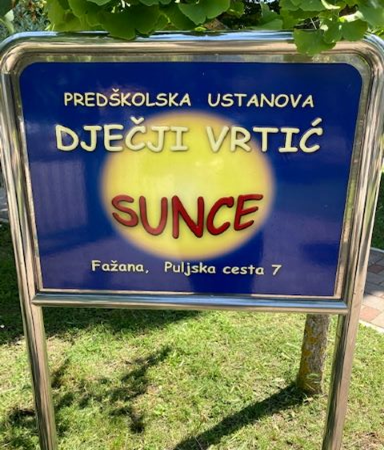 PREDŠKOLSKA USTANOVA
DJEČJI VRTIĆ
SUNCE
Fažana, Puljska cesta 7